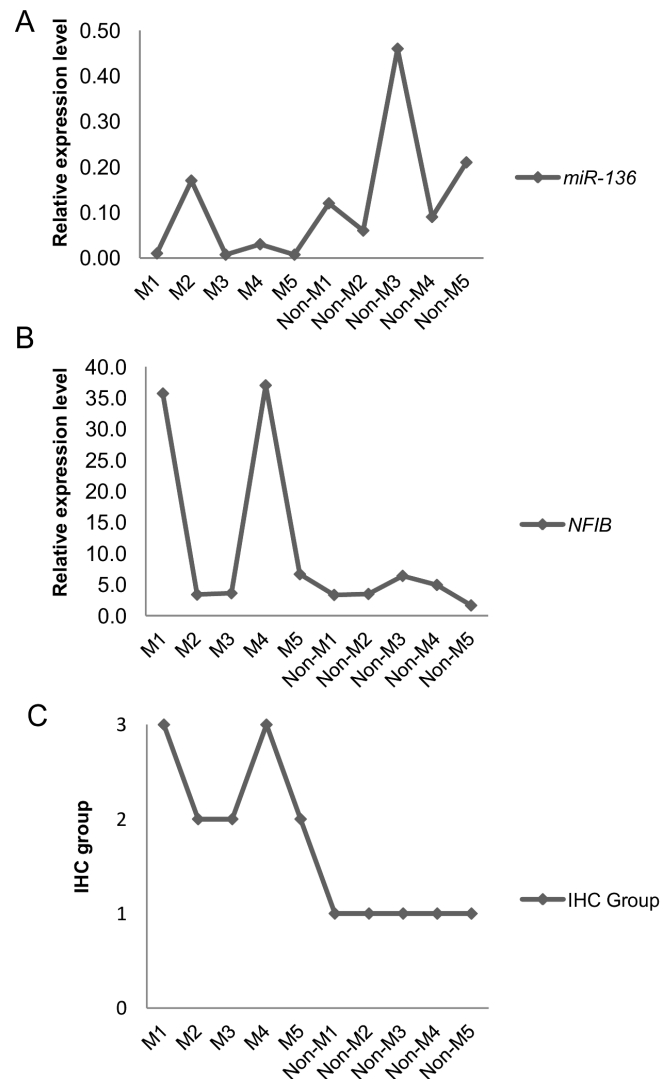 A
Relative expression level
0.50
0.40
0.30
0.20
0.10
0.00
M1
M2
M3
M4
M5
Non-M1
Non-M2
Non-M3
Non-M4
Non-M5
miR-136
B
Relative expression level
40.0
35.0
30.0
25.0
20.0
15.0
10.0
5.0
0.0
M1
M2
M3
M4
M5
Non-M1
Non-M2
Non-M3
Non-M4
Non-M5
NFIB
C
IHC group
3
2
1
0
M1
M2
M3
M4
M5
Non-M1
Non-M2
Non-M3
Non-M4
Non-M5
IHC Group